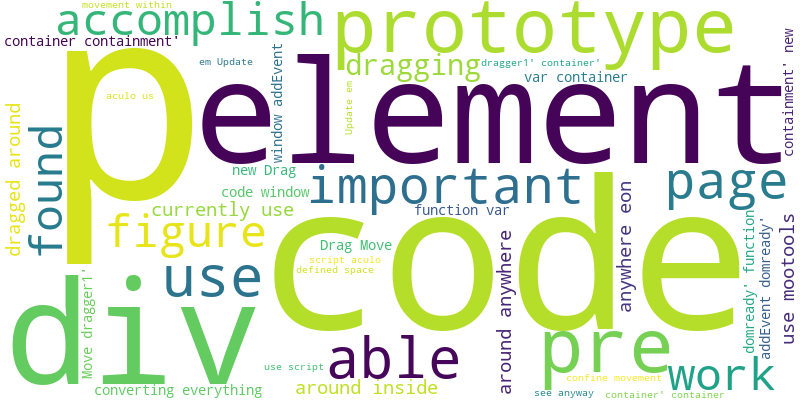 movement within
accomplish
prototype
container containment'
em Update
window addEvent
dragging
dragger1' container'
var container
containment' new
p
element
aculo us
Update em
dragged around
found
new Drag
code window
important
page
currently use
function var
figure
code
anywhere eon
Drag Move
script aculo
defined space
use
around anywhere
domready' function
addEvent domready'
use mootools
div
Move dragger1'
able
pre
work
use script
converting everything
around inside
confine movement
see anyway
container' container